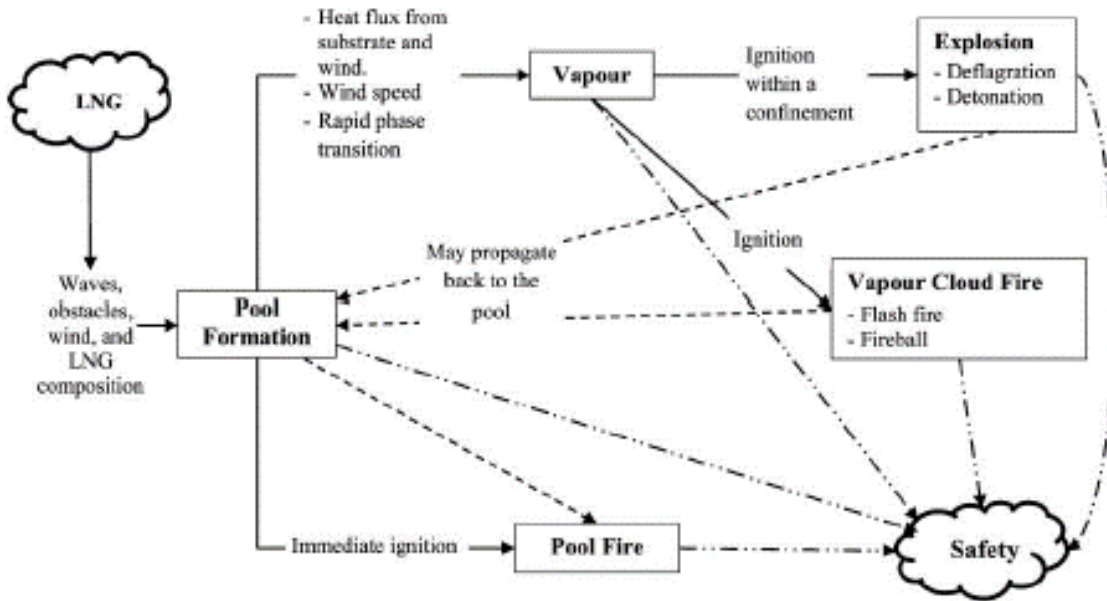 LNG
Waves,
obstacles,
wind, and
LNG
composition
Pool
Formation
- Heat flux from
substrate and
wind.
- Wind speed
- Rapid phase
transition
Vapour
Ignition
within a
confinement
Explosion
- Deflagration
- Detonation
May propagate
back to the
pool
Ignition
Vapour Cloud Fire
- Flash fire
- Fireball
Immediate ignition
Pool Fire
Safety